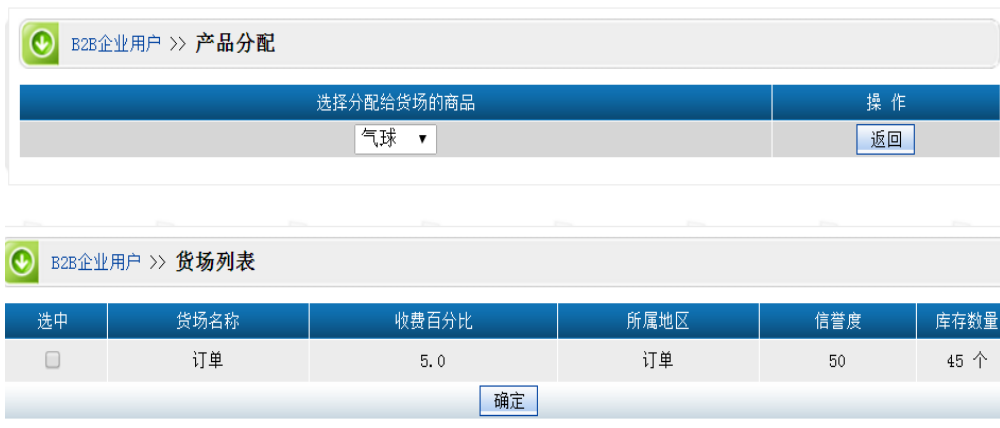 B2B企业用户 >> 产品分配
选择分配给货场的商品 操 作
气球 ▼ 返回
B2B企业用户 >> 货场列表
选中 货场名称 收费百分比 所属地区 信誉度 库存数量
订单 5.0 订单 50 45 个
确定